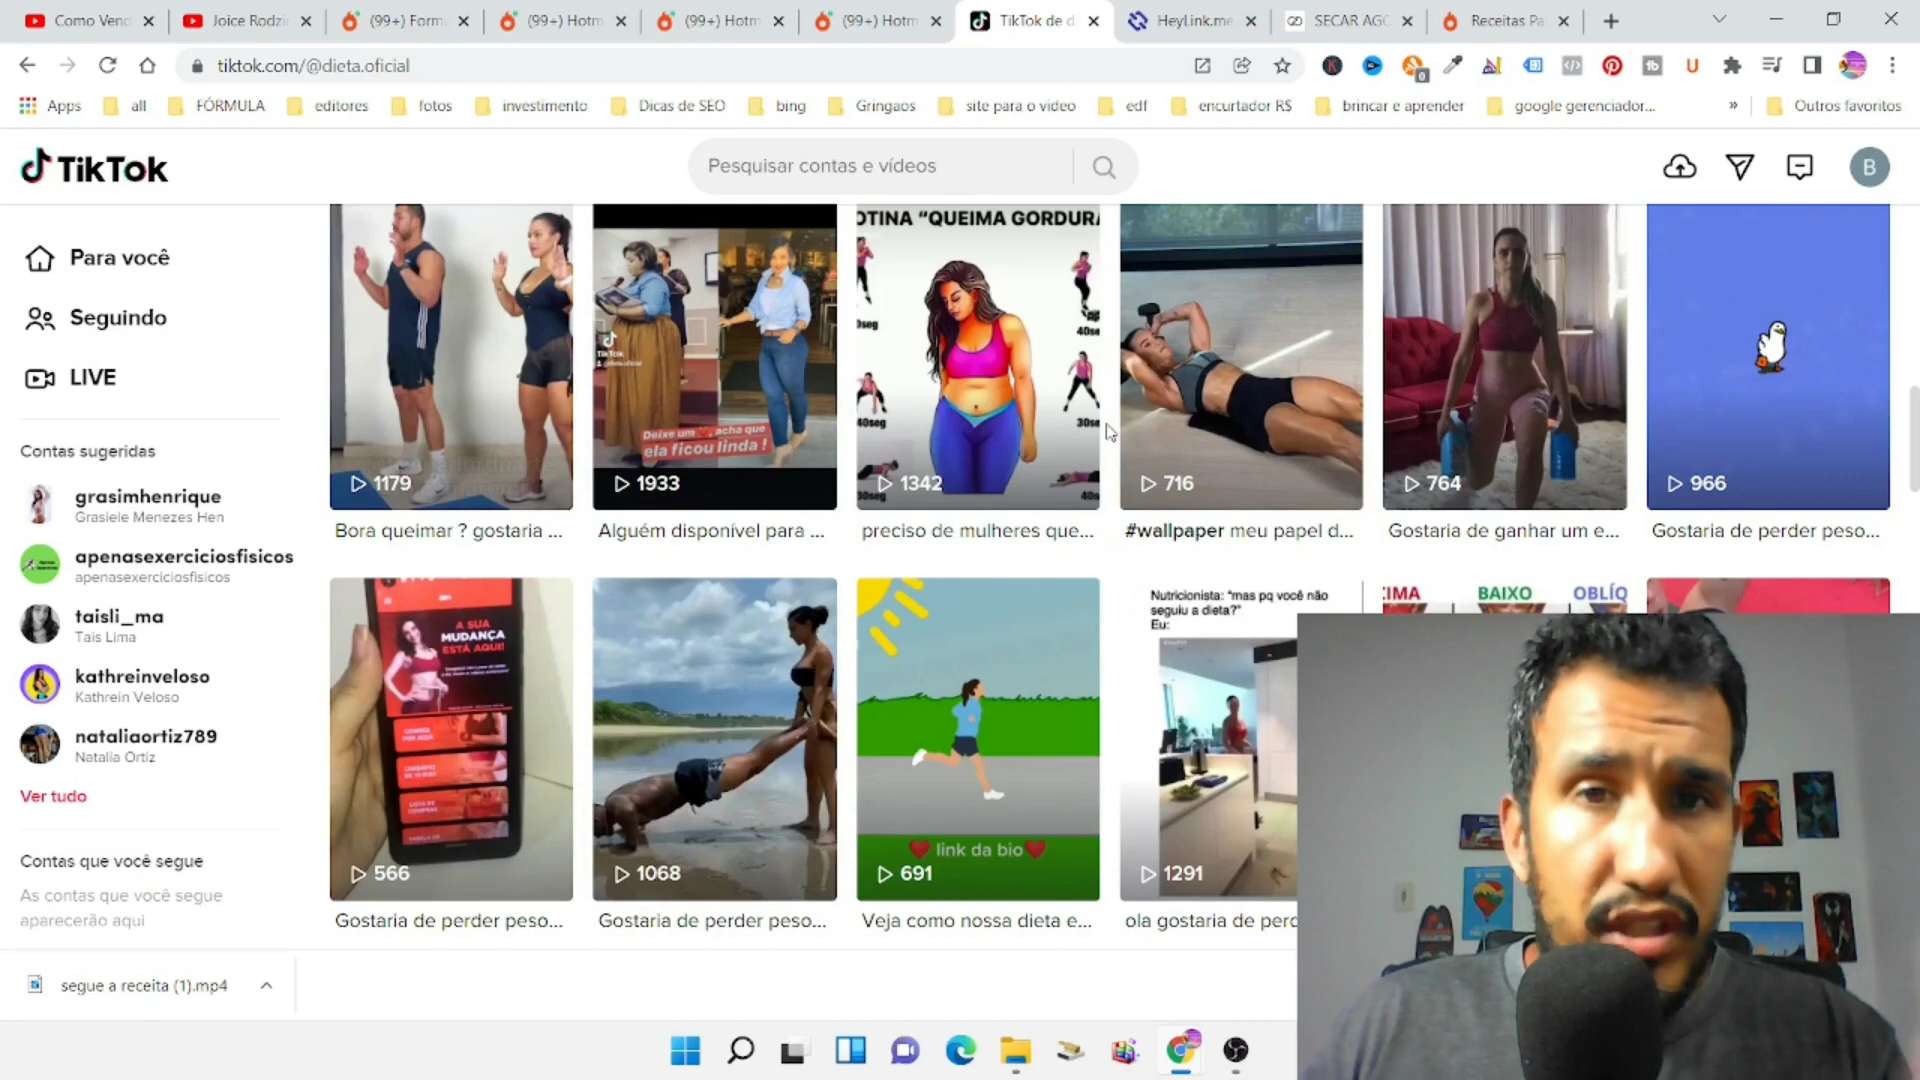 Como Vend
Joice Rodzi
(99+) Form
(99+) Hotm
(99+) Hotm
(99+) Hotm
TikTok de d
HeyLink.me
SECAR AGO
Receitas Pa
tiktok.com/@dieta.oficial
Apps
all
FÓRMULA
editores
fotos
investimento
Dicas de SEO
bing
Gringaos
site para o video
edf
encurtador R$
brincar e aprender
google gerenciador...
Outros favoritos
TikTok
Pesquisar contas e vídeos
B
Para você
Seguindo
LIVE
Contas sugeridas
grasimhenrique
Grasiele Menezes Hen
apenasexerciciosfisicos
apenasexerciciosfisicos
taisli_ma
Tais Lima
kathreinveloso
Kathrein Veloso
nataliaortiz789
Natalia Ortiz
Ver tudo
Contas que você segue
As contas que você segue
aparecerão aqui
1179
Bora queimar ? gostaria ...
TikTok
Deixe um acha que
ela ficou linda !
1933
Alguém disponível para ...
OTINA “QUEIMA GORDURA
40seg
30seg
1342
preciso de mulheres que...
716
#wallpaper meu papel d...
764
Gostaria de ganhar um e...
966
Gostaria de perder peso...
A SUA
MUDANÇA
ESTÁ AQUI!
566
Gostaria de perder peso...
1068
Gostaria de perder peso...
link da bio
691
Veja como nossa dieta e...
Nutricionista: “mas pq você não
seguiu a dieta?”
Eu:
1291
ola gostaria de perd
CIMA
BAIXO
OBLÍQ
segue a receita (1).mp4